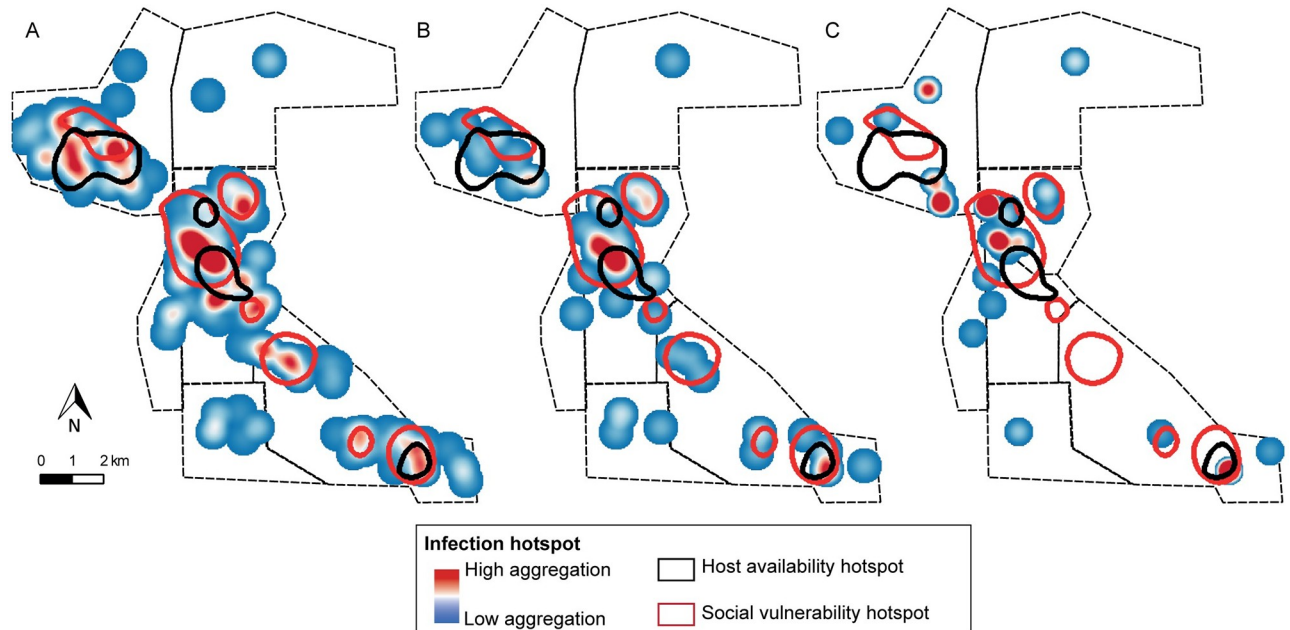 A
B
C
N
0 1 2 km
Infection hotspot
High aggregation
Low aggregation
Host availability hotspot
Social vulnerability hotspot